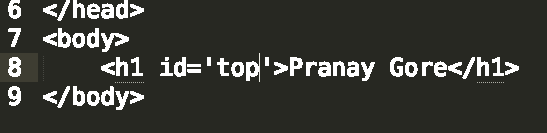 6 </head>
7 <body>
8     <h1 id='top'>Pranay Gore</h1>
9 </body>